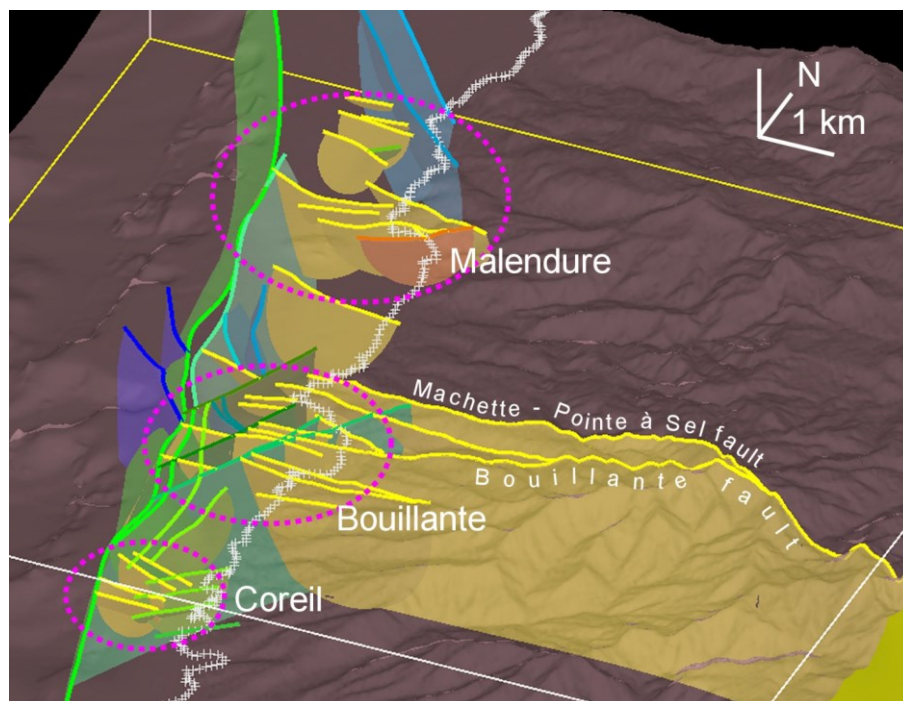 N
1 km
Malendure
Machette - Pointe à Sel fault
Bouillante fault
Bouillante
Coreil